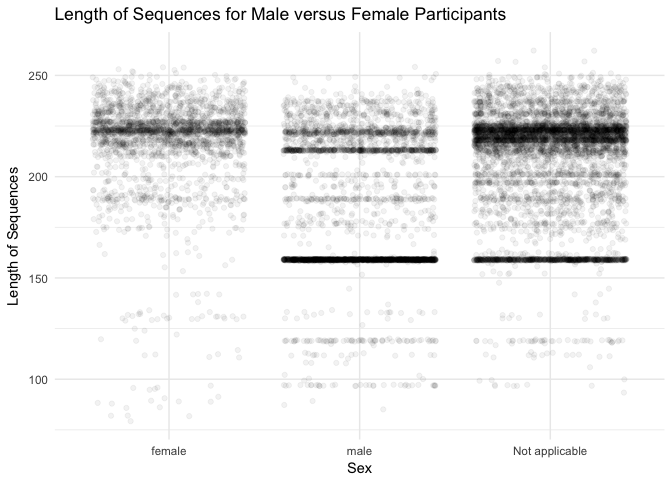 Length of Sequences for Male versus Female Participants
250
200
150
100
Length of Sequences
female male Not applicable
Sex